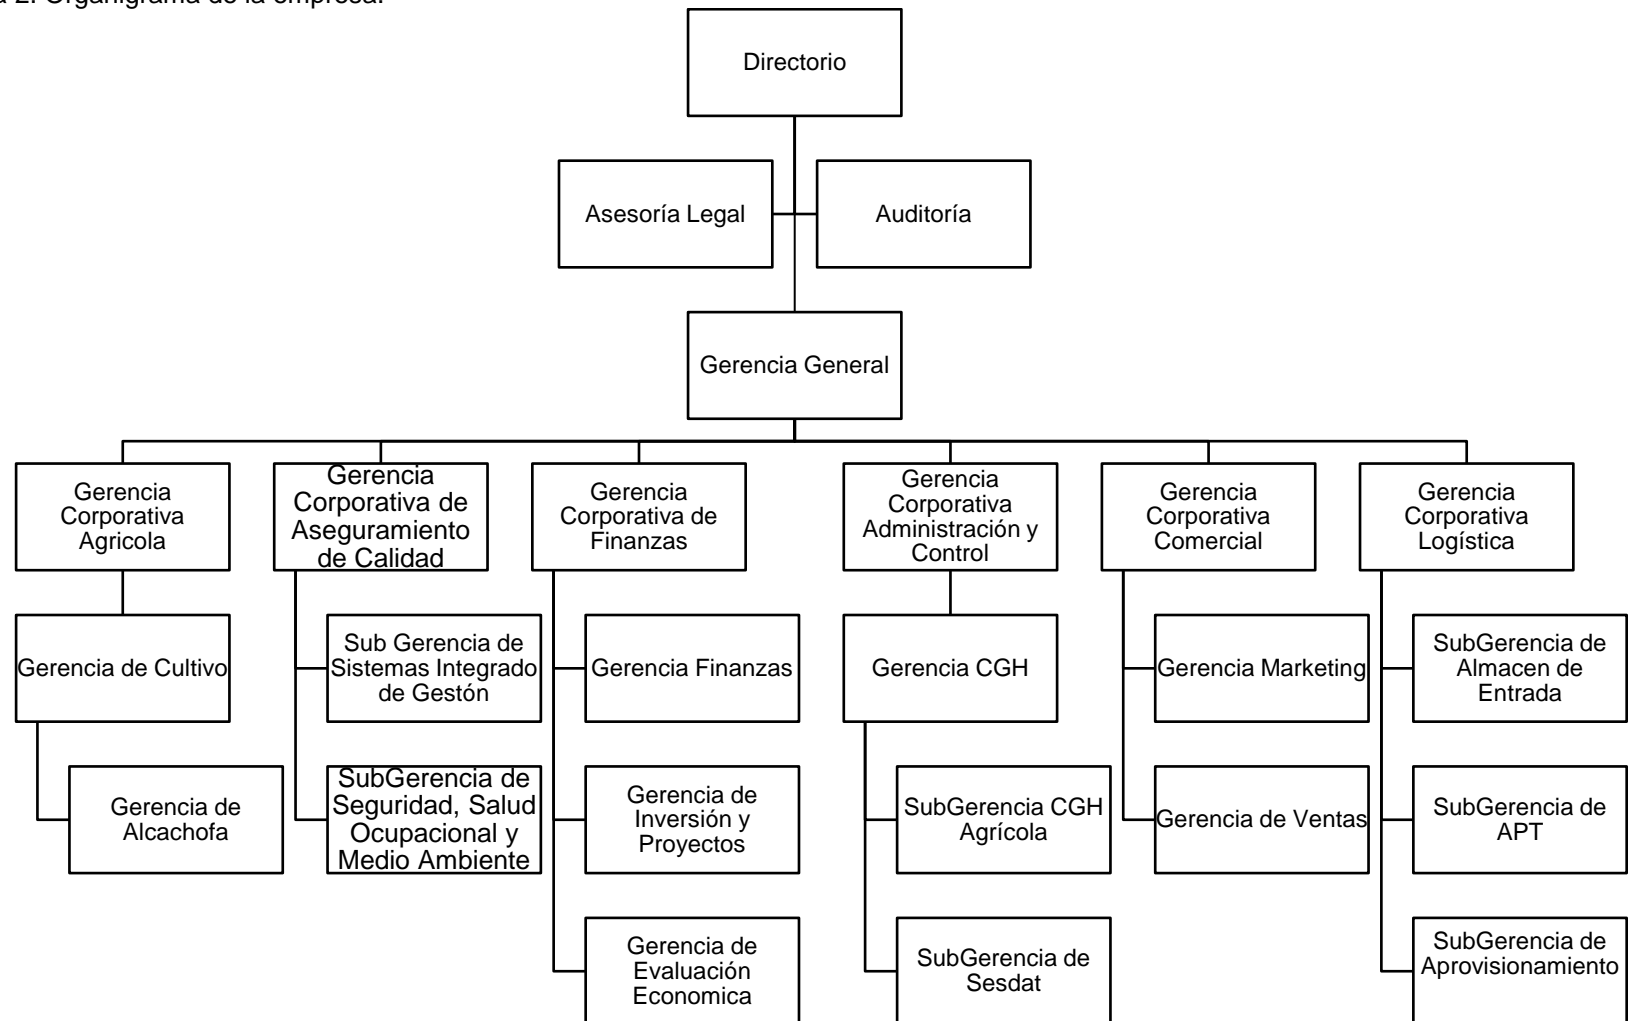 a 2. Organigrama de la empresa.
Directorio
Asesoría Legal
Auditoría
Gerencia General
Gerencia
Corporativa
Agricola
Gerencia
Corporativa de
Aseguramiento
de Calidad
Gerencia
Corporativa de
Finanzas
Gerencia
Corporativa
Administración y
Control
Gerencia
Corporativa
Comercial
Gerencia
Corporativa
Logística
Gerencia de Cultivo
Sub Gerencia de
Sistemas Integrado
de Gestón
Gerencia Finanzas
Gerencia CGH
Gerencia Marketing
SubGerencia de
Almacen de
Entrada
Gerencia de
Alcachofa
SubGerencia de
Seguridad, Salud
Ocupacional y
Medio Ambiente
Gerencia de
Inversión y
Proyectos
SubGerencia CGH
Agrícola
Gerencia de Ventas
SubGerencia de
APT
Gerencia de
Evaluación
Economica
SubGerencia de
Sesdat
SubGerencia de
Aprovisionamiento